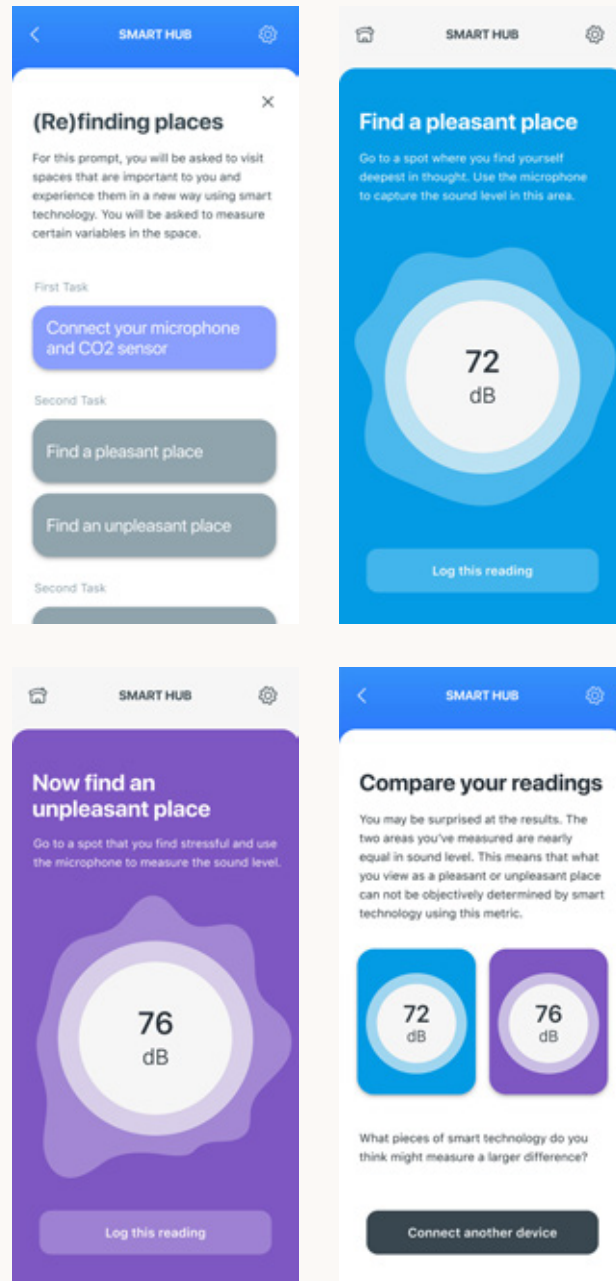 SMART HUB
(Re)finding places
For this prompt, you will be asked to visit
spaces that are important to you and
experience them in a new way using smart
technology. You will be asked to measure
certain variables in the space.
First Task
Connect your microphone
and CO2 sensor
Second Task
Find a pleasant place
Find an unpleasant place
Second Task
SMART HUB
Find a pleasant place
Go to a spot where you find yourself
deepest in thought. Use the microphone
to capture the sound level in this area.
72
dB
Log this reading
SMART HUB
Now find an
unpleasant place
Go to a spot that you find stressful and use
the microphone to measure the sound level.
76
dB
Log this reading
SMART HUB
Compare your readings
You may be surprised at the results. The
two areas you've measured are nearly
equal in sound level. This means that what
you view as a pleasant or unpleasant place
can not be objectively determined by smart
technology using this metric.
72
dB
76
dB
What pieces of smart technology do you
think might measure a larger difference?
Connect another device